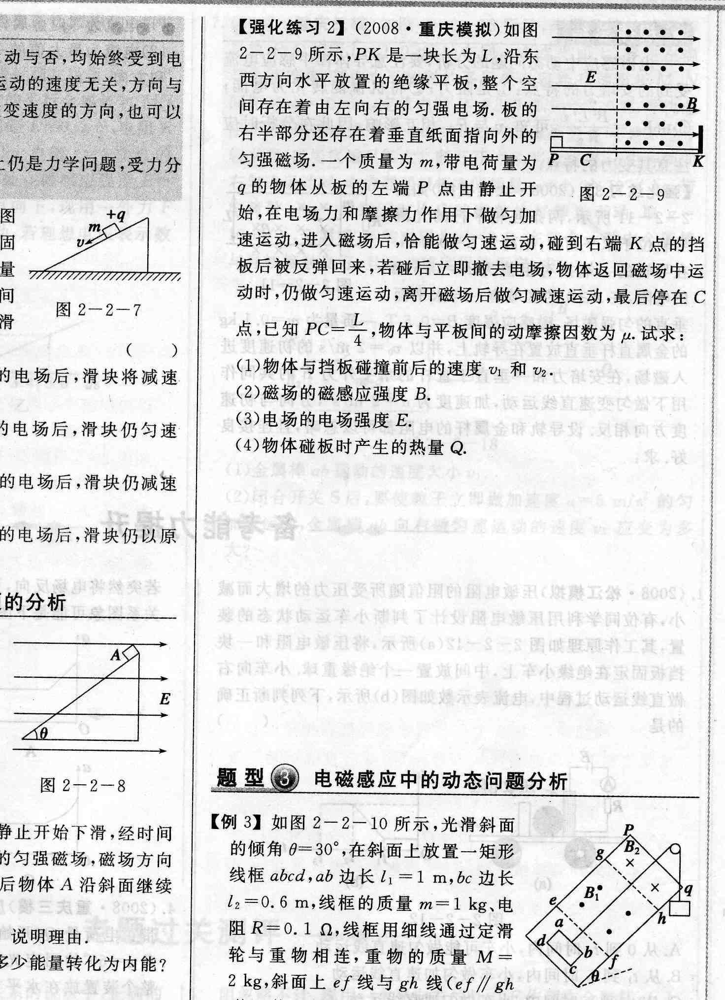 动与否,均始终受到电
运动的速度无关,方向与
变速度的方向,也可以
上仍是力学问题,受力分
图
固
量
间
滑
+q
m
v
图 2-2-7
(    )
的电场后,滑块将减速
的电场后,滑块仍匀速
的电场后,滑块仍减速
的电场后,滑块仍以原
的分析
A
E
θ
图 2-2-8
静止开始下滑,经时间
的匀强磁场,磁场方向
后物体 A 沿斜面继续
说明理由.
多少能量转化为内能?
【强化练习 2】(2008·重庆模拟)如图
2-2-9 所示,PK 是一块长为 L,沿东
西方向水平放置的绝缘平板,整个空
间存在着由左向右的匀强电场. 板的
右半部分还存在着垂直纸面指向外的
匀强磁场. 一个质量为 m,带电荷量为
q 的物体从板的左端 P 点由静止开
始,在电场力和摩擦力作用下做匀加
速运动,进入磁场后,恰能做匀速运动,碰到右端 K 点的挡
板后被反弹回来,若碰后立即撤去电场,物体返回磁场中运
动时,仍做匀速运动,离开磁场后做匀减速运动,最后停在 C
点,已知 PC=L/4,物体与平板间的动摩擦因数为 μ. 试求:
(1)物体与挡板碰撞前后的速度 v₁ 和 v₂.
(2)磁场的磁感应强度 B.
(3)电场的电场强度 E.
(4)物体碰板时产生的热量 Q.
E
B
P
C
K
图 2-2-9
题型 3 电磁感应中的动态问题分析
【例 3】 如图 2-2-10 所示,光滑斜面
的倾角 θ=30°,在斜面上放置一矩形
线框 abcd,ab 边长 l₁=1 m,bc 边长
l₂=0.6 m,线框的质量 m=1 kg、电
阻 R=0.1 Ω,线框用细线通过定滑
轮与重物相连,重物的质量 M=
2 kg,斜面上 ef 线与 gh 线(ef∥gh
P
B₂
g
q
B₁
e
h
a
d
b
f
c
θ